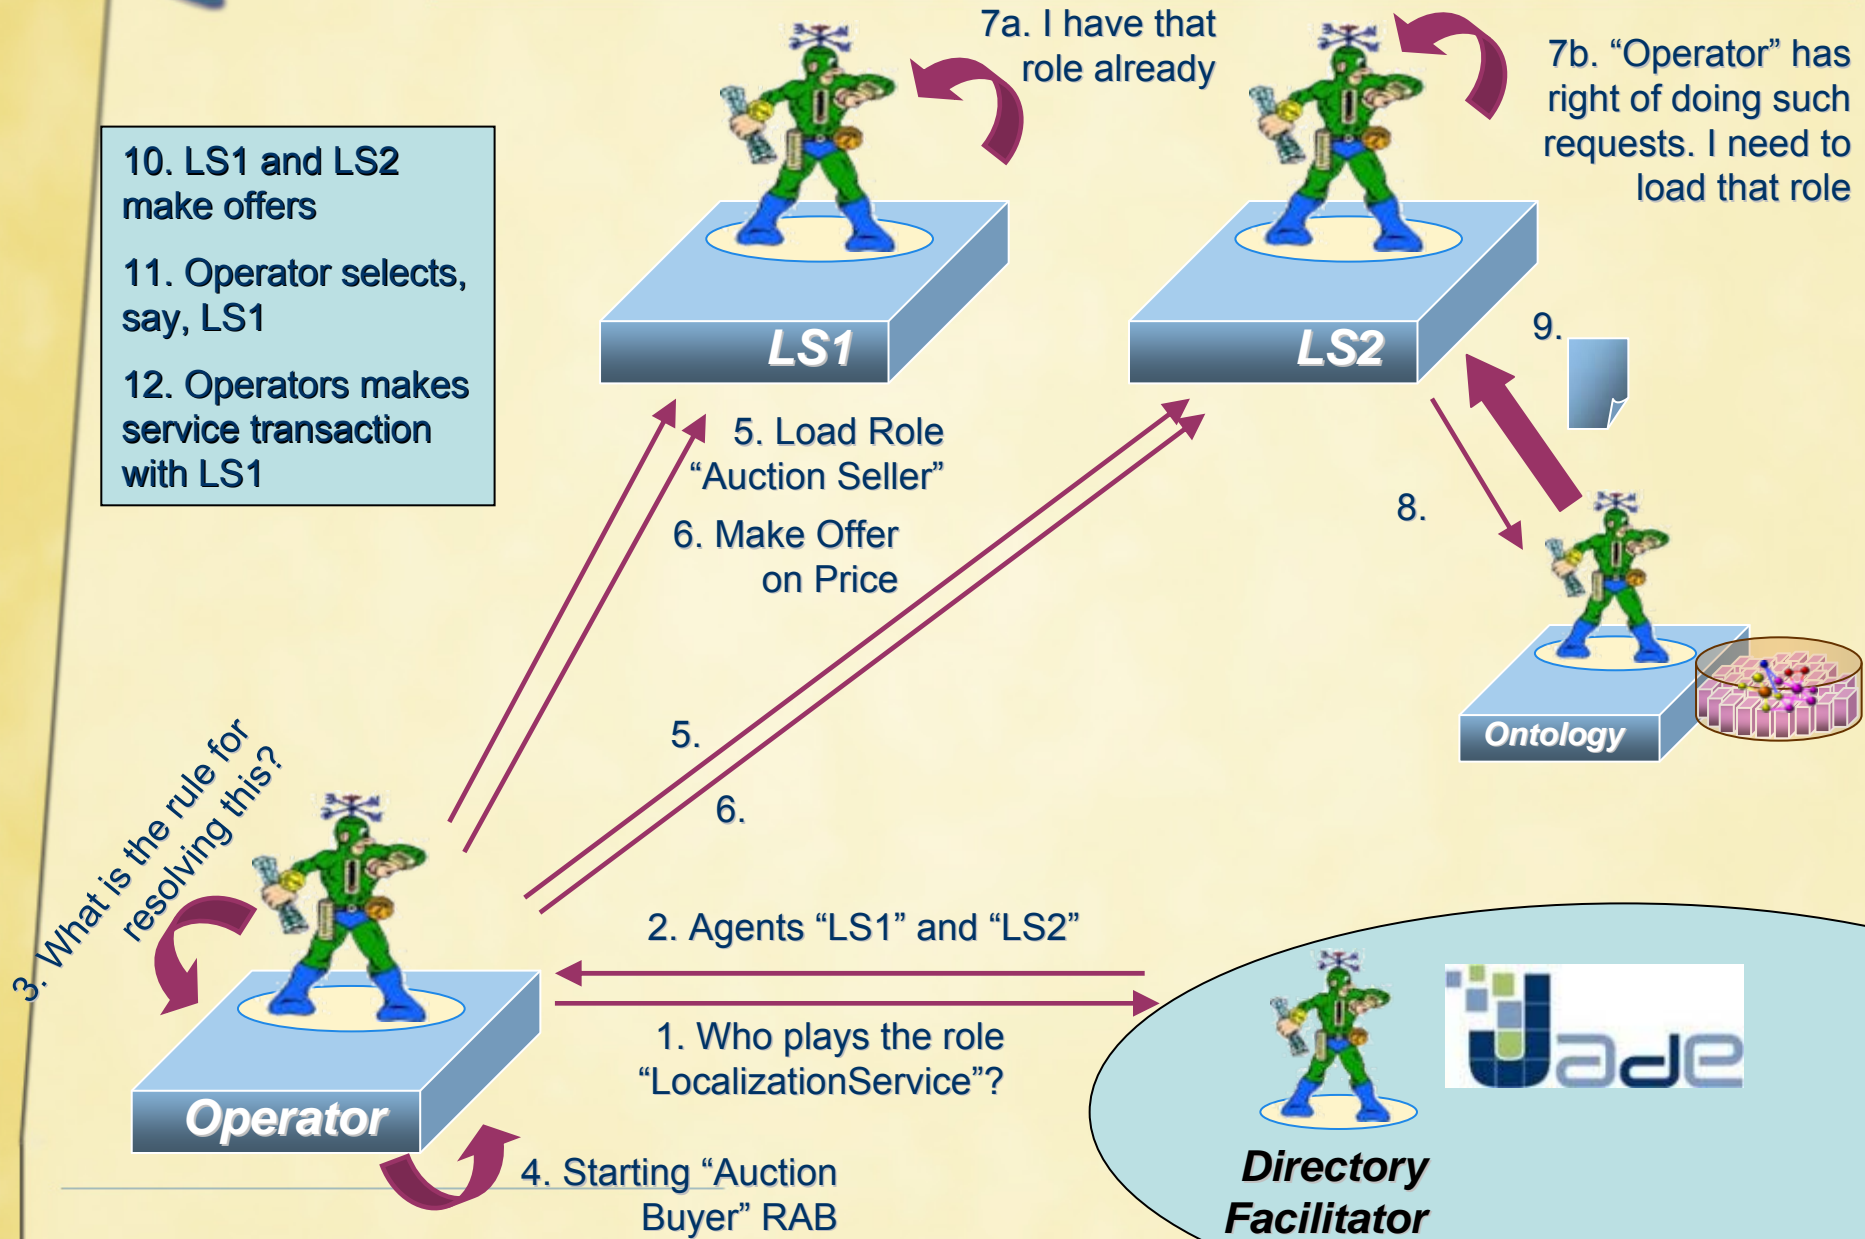 7a. I have that
role already
7b. “Operator” has
right of doing such
requests. I need to
load that role
10. LS1 and LS2
make offers
11. Operator selects,
say, LS1
12. Operators makes
service transaction
with LS1
LS1
LS2
9.
5. Load Role
“Auction Seller”
6. Make Offer
on Price
8.
Ontology
5.
6.
3. What is the rule for
resolving this?
2. Agents “LS1” and “LS2”
1. Who plays the role
“LocalizationService”?
Operator
4. Starting “Auction
Buyer” RAB
Jade
Directory
Facilitator